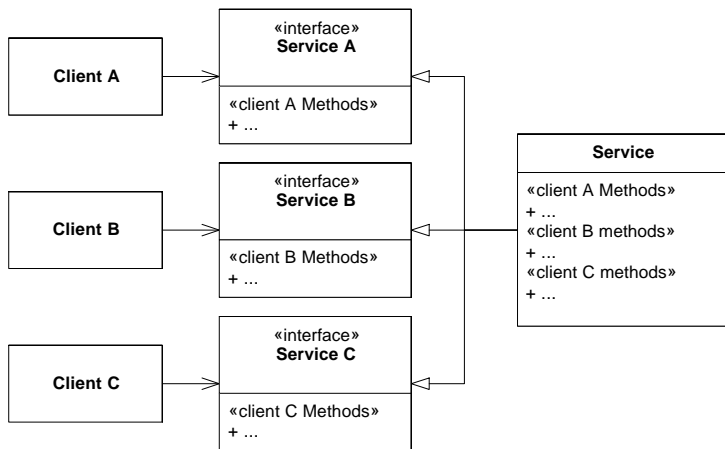 Client A
«interface»
Service A
«client A Methods»
+ ...
Client B
«interface»
Service B
«client B Methods»
+ ...
Client C
«interface»
Service C
«client C Methods»
+ ...
Service
«client A Methods»
+ ...
«client B methods»
+ ...
«client C methods»
+ ...